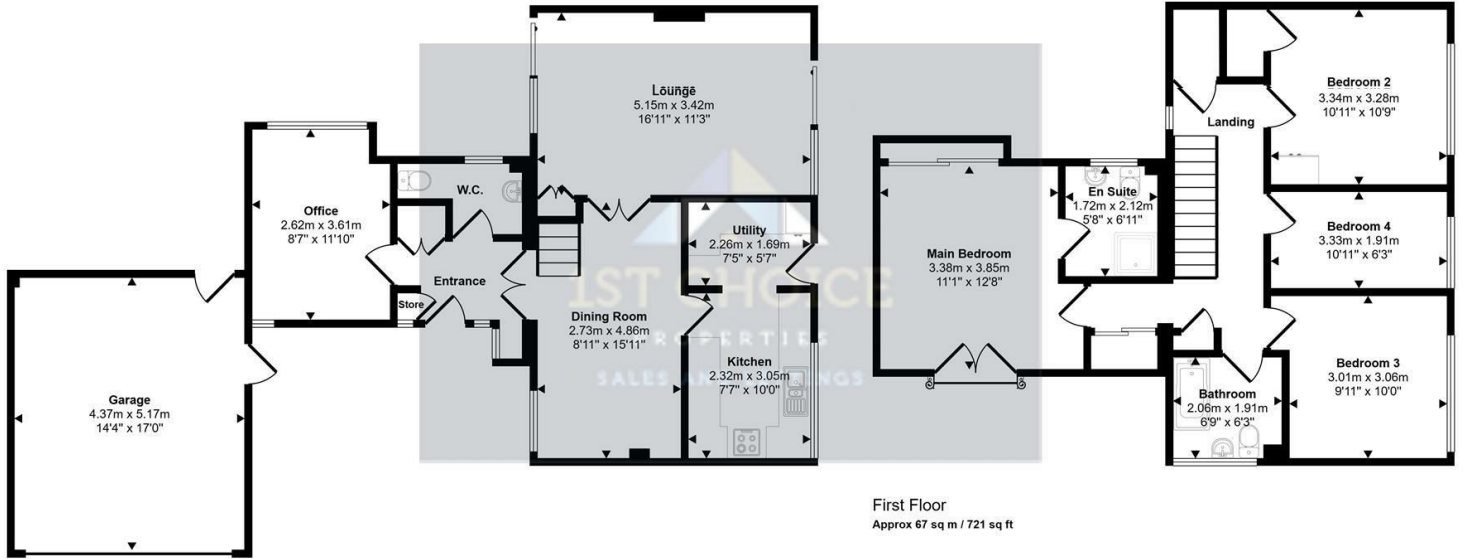 Lounge
5.15m x 3.42m
16'11" x 11'3"
Office
2.62m x 3.61m
8'7" x 11'10"
W.C.
Entrance
Store
Garage
4.37m x 5.17m
14'4" x 17'0"
Dining Room
2.73m x 4.86m
8'11" x 15'11"
Utility
2.26m x 1.69m
7'5" x 5'7"
Kitchen
2.32m x 3.05m
7'7" x 10'0"
1ST CHOICE
PROPERTIES
SALES
Main Bedroom
3.38m x 3.85m
11'1" x 12'8"
En Suite
1.72m x 2.12m
5'8" x 6'11"
Landing
Bedroom 2
3.34m x 3.28m
10'11" x 10'9"
Bedroom 4
3.33m x 1.91m
10'11" x 6'3"
Bedroom 3
3.01m x 3.06m
9'11" x 10'0"
Bathroom
2.06m x 1.91m
6'9" x 6'3"
First Floor
Approx 67 sq m / 721 sq ft